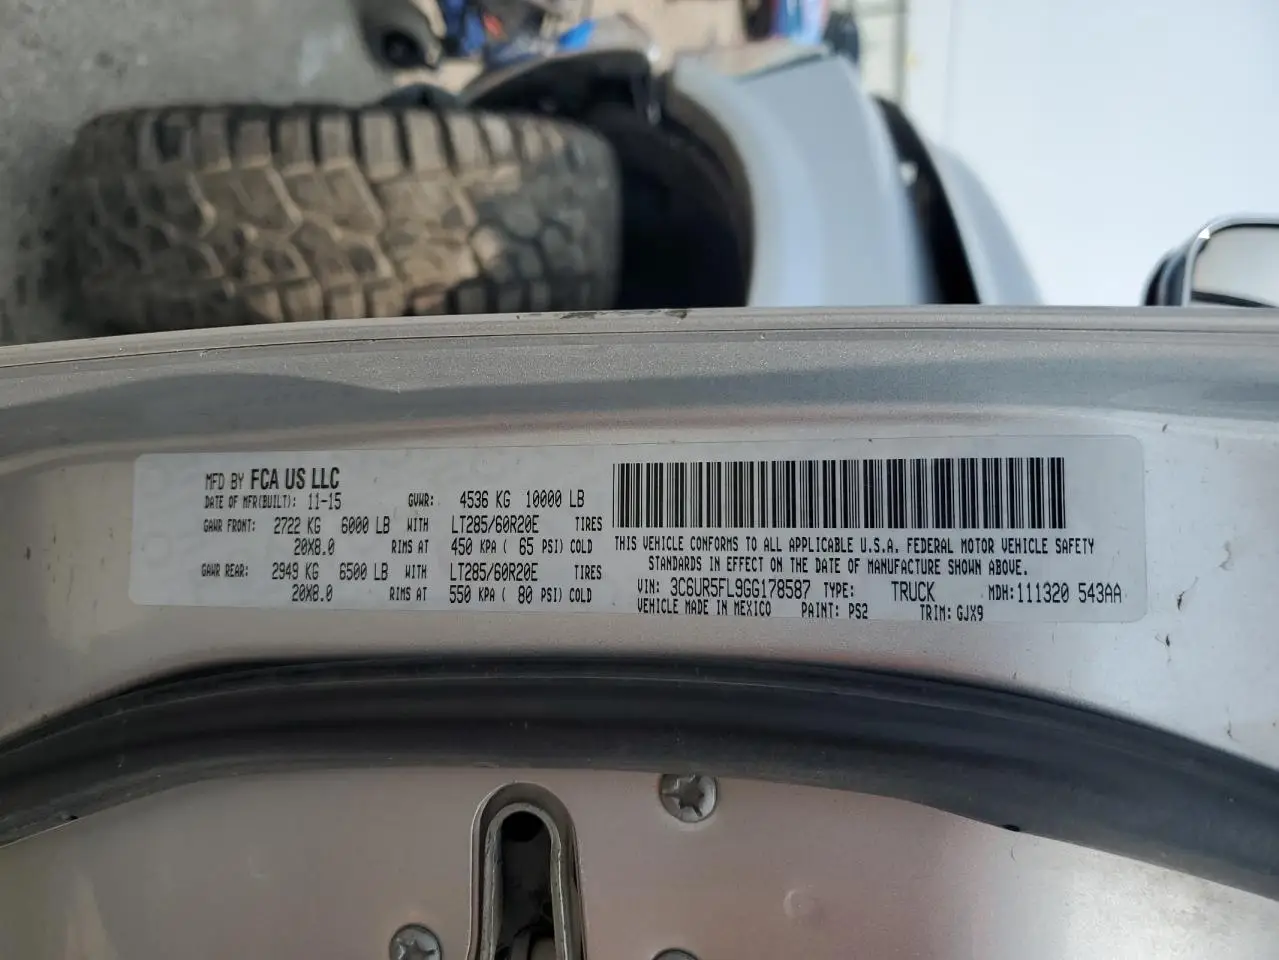 MFD BY FCA US LLC
DATE OF MFR(BUILT): 11-15 GVWR: 4536 KG 10000 LB
GAWR FRONT: 2722 KG 6000 LB WITH LT285/60R20E TIRES
20X8.0 RIMS AT 450 KPA ( 65 PSI) COLD
GAWR REAR: 2949 KG 6500 LB WITH LT285/60R20E TIRES
20X8.0 RIMS AT 550 KPA ( 80 PSI) COLD
THIS VEHICLE CONFORMS TO ALL APPLICABLE U.S.A. FEDERAL MOTOR VEHICLE SAFETY
STANDARDS IN EFFECT ON THE DATE OF MANUFACTURE SHOWN ABOVE.
VIN: 3C6UR5FL9GG178587 TYPE: TRUCK MDH:111320 543AA
VEHICLE MADE IN MEXICO PAINT: PS2 TRIM: GJX9